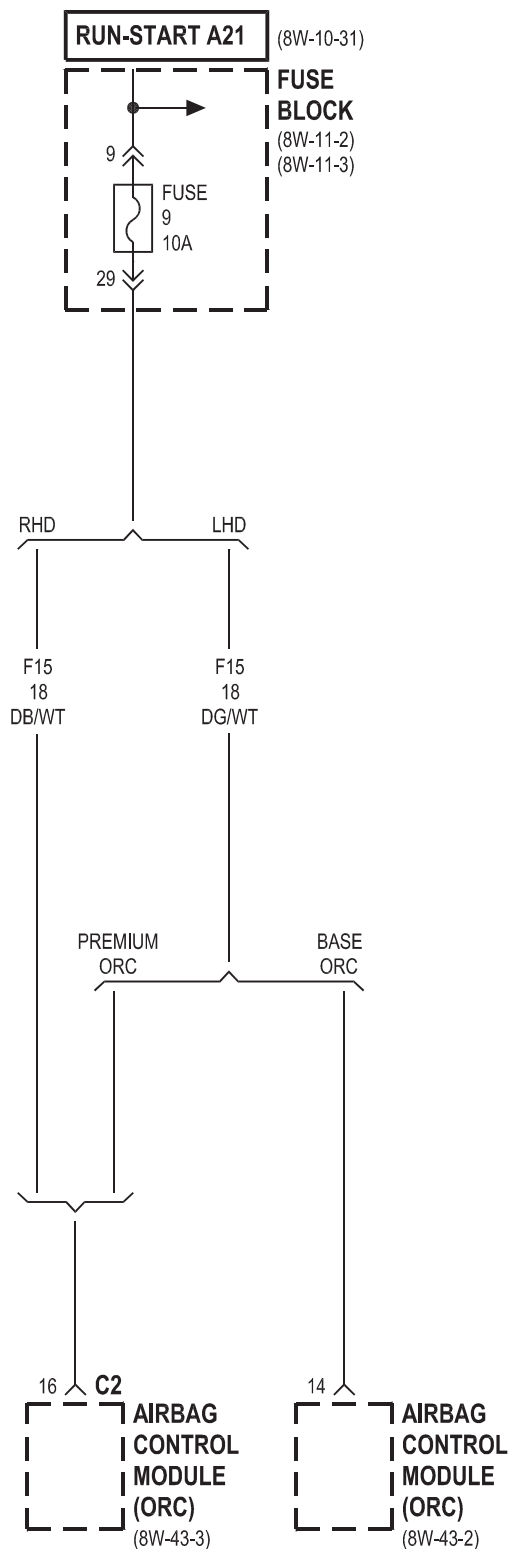 RUN-START A21
(8W-10-31)
FUSE
BLOCK
(8W-11-2)
(8W-11-3)
9
FUSE
9
10A
29
RHD
LHD
F15
18
DB/WT
F15
18
DG/WT
PREMIUM
ORC
BASE
ORC
16
C2
14
AIRBAG
CONTROL
MODULE
(ORC)
(8W-43-3)
AIRBAG
CONTROL
MODULE
(ORC)
(8W-43-2)